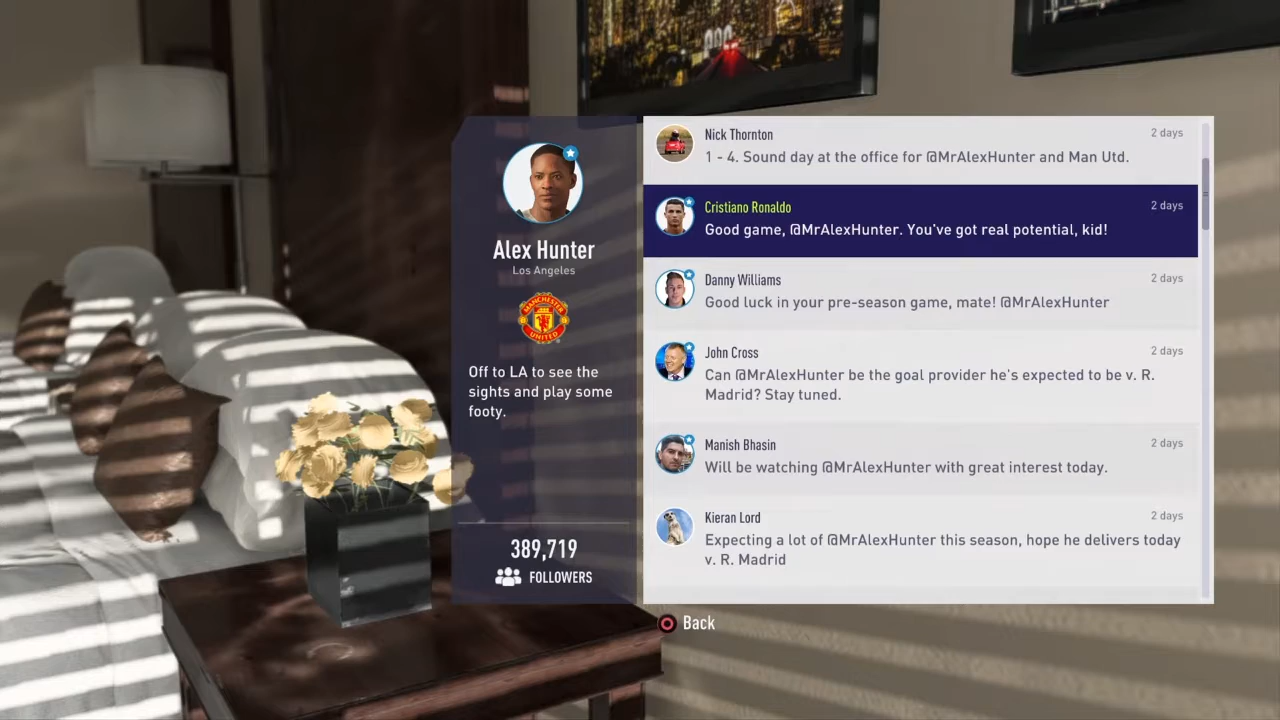 Alex Hunter
Los Angeles
MANCHESTER
UNITED
Off to LA to see the
sights and play some
footy.
389,719
FOLLOWERS
Nick Thornton
2 days
1 - 4. Sound day at the office for @MrAlexHunter and Man Utd.
Cristiano Ronaldo
2 days
Good game, @MrAlexHunter. You've got real potential, kid!
Danny Williams
2 days
Good luck in your pre-season game, mate! @MrAlexHunter
John Cross
2 days
Can @MrAlexHunter be the goal provider he's expected to be v. R.
Madrid? Stay tuned.
Manish Bhasin
2 days
Will be watching @MrAlexHunter with great interest today.
Kieran Lord
2 days
Expecting a lot of @MrAlexHunter this season, hope he delivers today
v. R. Madrid
Back